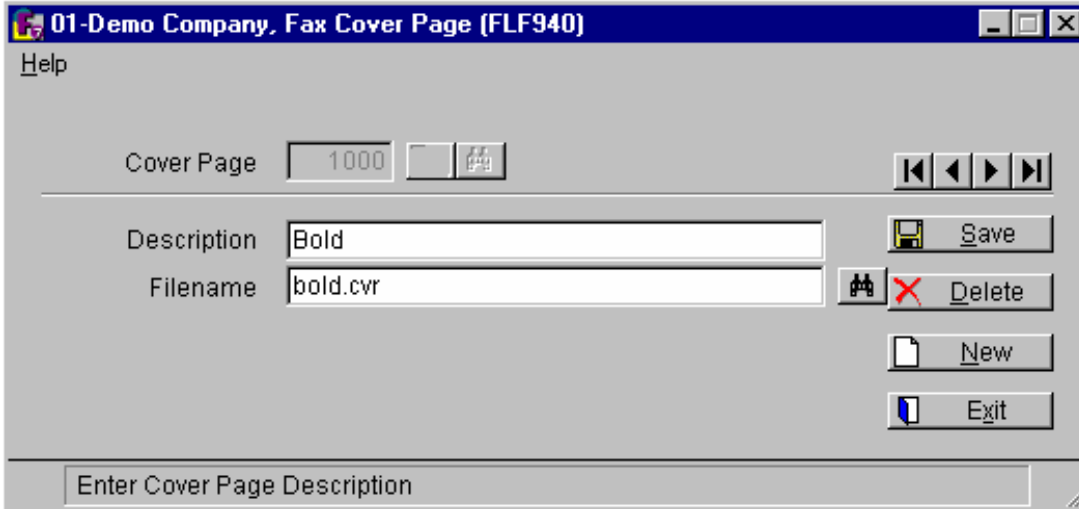 01-Demo Company, Fax Cover Page (FLF940)
Help
Cover Page 1000
Description Bold
Save
Filename bold.cvr
Delete
New
Exit
Enter Cover Page Description